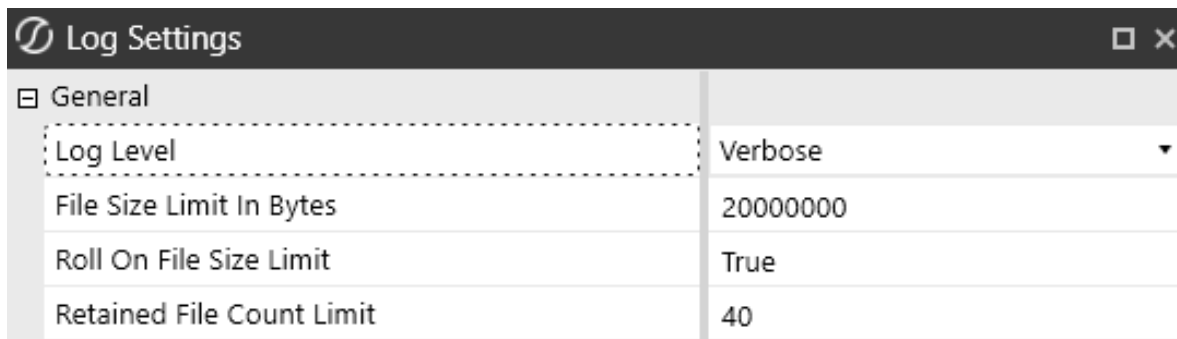 Log Settings
General
Log Level Verbose
File Size Limit In Bytes 20000000
Roll On File Size Limit True
Retained File Count Limit 40